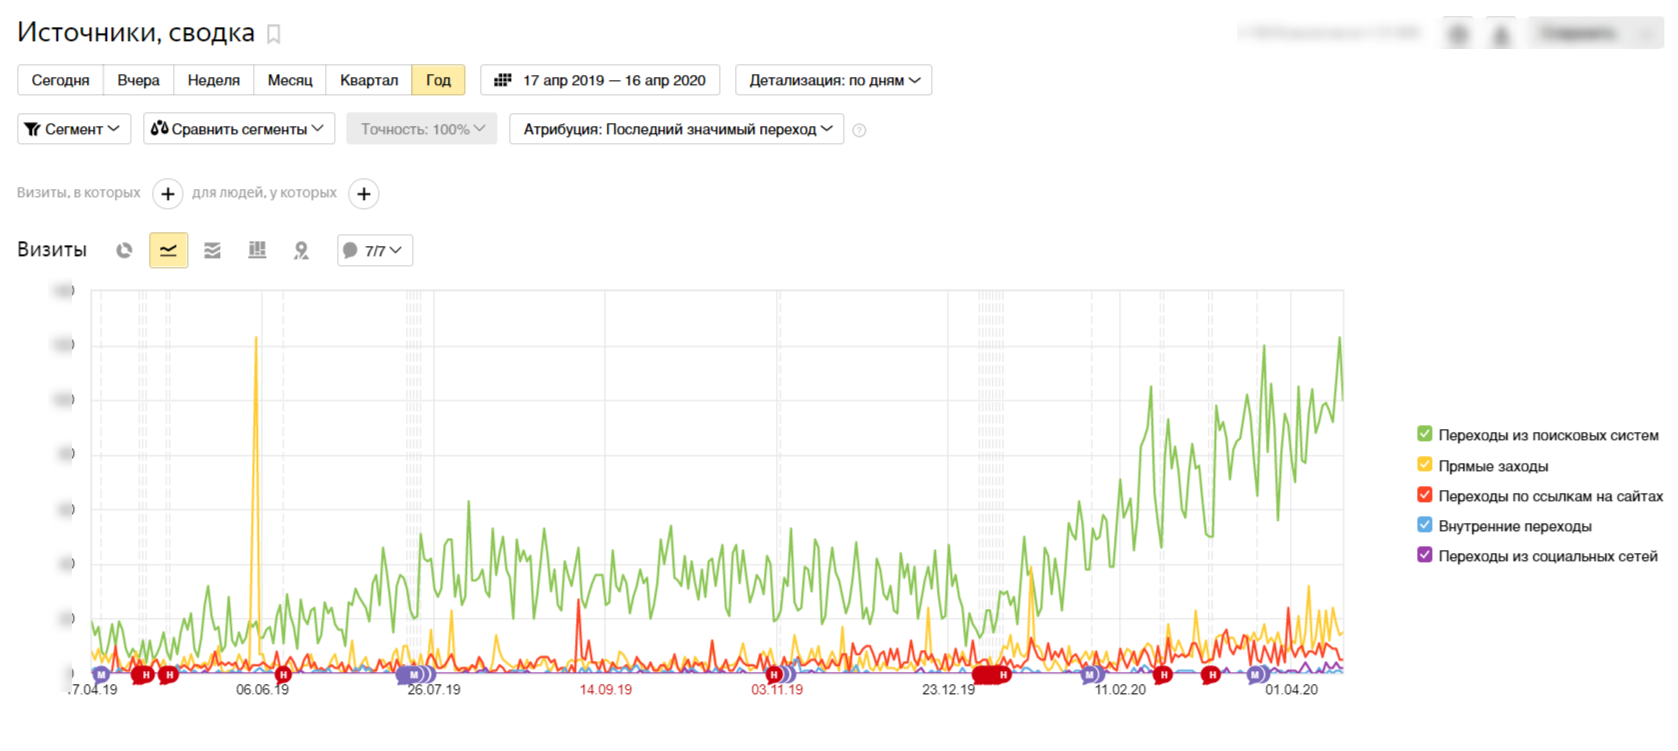 Источники, сводка
Сегодня Вчера Неделя Месяц Квартал Год 17 апр 2019 — 16 апр 2020 Детализация: по дням
Сегмент Сравнить сегменты Точность: 100% Атрибуция: Последний значимый переход ?
Визиты, в которых + для людей, у которых +
Визиты 7/7
Переходы из поисковых систем
Прямые заходы
Переходы по ссылкам на сайтах
Внутренние переходы
Переходы из социальных сетей
М Н Н Н М Н Н М Н Н М
7.04.19 06.06.19 26.07.19 14.09.19 03.11.19 23.12.19 11.02.20 01.04.20